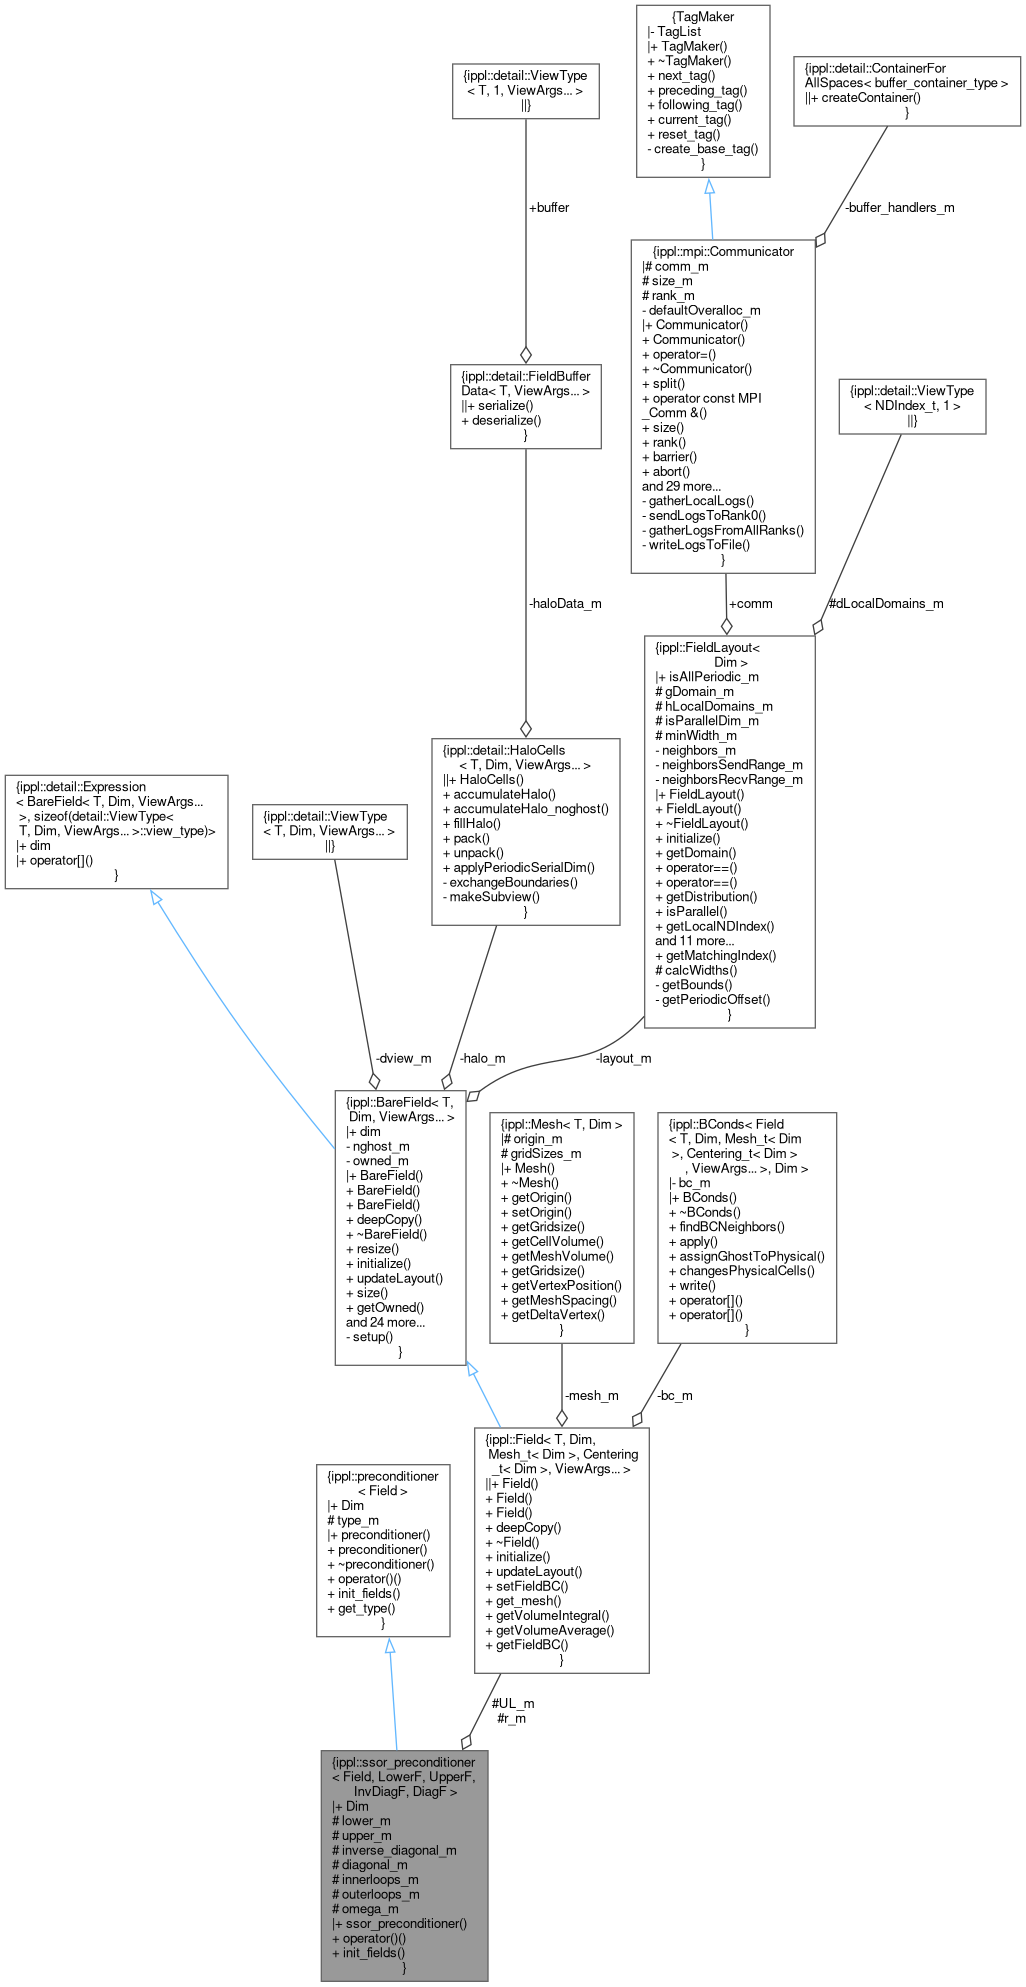 {TagMaker
|- TagList
|+ TagMaker()
+ ~TagMaker()
+ next_tag()
+ preceding_tag()
+ following_tag()
+ current_tag()
+ reset_tag()
- create_base_tag()
}
{ippl::detail::ViewType
< T, 1, ViewArgs... >
||}
{ippl::detail::ContainerFor
AllSpaces< buffer_container_type >
||+ createContainer()
}
+buffer
-buffer_handlers_m
{ippl::mpi::Communicator
|# comm_m
# size_m
# rank_m
- defaultOveralloc_m
|+ Communicator()
+ Communicator()
+ operator=()
+ ~Communicator()
+ split()
+ operator const MPI
_Comm &()
+ size()
+ rank()
+ barrier()
+ abort()
and 29 more...
- gatherLocalLogs()
- sendLogsToRank0()
- gatherLogsFromAllRanks()
- writeLogsToFile()
}
{ippl::detail::FieldBuffer
Data< T, ViewArgs... >
||+ serialize()
+ deserialize()
}
{ippl::detail::ViewType
< NDIndex_t, 1 >
||}
-haloData_m
+comm
#dLocalDomains_m
{ippl::FieldLayout<
Dim >
|+ isAllPeriodic_m
# gDomain_m
# hLocalDomains_m
# isParallelDim_m
# minWidth_m
- neighbors_m
- neighborsSendRange_m
- neighborsRecvRange_m
|+ FieldLayout()
+ FieldLayout()
+ ~FieldLayout()
+ initialize()
+ getDomain()
+ operator==()
+ operator==()
+ getDistribution()
+ isParallel()
+ getLocalNDIndex()
and 11 more...
+ getMatchingIndex()
# calcWidths()
- getBounds()
- getPeriodicOffset()
}
{ippl::detail::HaloCells
< T, Dim, ViewArgs... >
||+ HaloCells()
+ accumulateHalo()
+ accumulateHalo_noghost()
+ fillHalo()
+ pack()
+ unpack()
+ applyPeriodicSerialDim()
- exchangeBoundaries()
- makeSubview()
}
{ippl::detail::Expression
< BareField< T, Dim, ViewArgs...
>, sizeof(detail::ViewType<
T, Dim, ViewArgs... >::view_type)>
|+ dim
|+ operator[]()
}
{ippl::detail::ViewType
< T, Dim, ViewArgs... >
||}
-dview_m
-halo_m
-layout_m
{ippl::BareField< T,
Dim, ViewArgs... >
|+ dim
- nghost_m
- owned_m
|+ BareField()
+ BareField()
+ BareField()
+ deepCopy()
+ ~BareField()
+ resize()
+ initialize()
+ updateLayout()
+ size()
+ getOwned()
and 24 more...
- setup()
}
{ippl::Mesh< T, Dim >
|# origin_m
# gridSizes_m
|+ Mesh()
+ ~Mesh()
+ getOrigin()
+ setOrigin()
+ getGridsize()
+ getCellVolume()
+ getMeshVolume()
+ getGridsize()
+ getVertexPosition()
+ getMeshSpacing()
+ getDeltaVertex()
}
{ippl::BConds< Field
< T, Dim, Mesh_t< Dim
>, Centering_t< Dim >
, ViewArgs... >, Dim >
|- bc_m
|+ BConds()
+ ~BConds()
+ findBCNeighbors()
+ apply()
+ assignGhostToPhysical()
+ changesPhysicalCells()
+ write()
+ operator[]()
+ operator[]()
}
-mesh_m
-bc_m
{ippl::Field< T, Dim,
Mesh_t< Dim >, Centering
_t< Dim >, ViewArgs... >
||+ Field()
+ Field()
+ Field()
+ deepCopy()
+ ~Field()
+ initialize()
+ updateLayout()
+ setFieldBC()
+ get_mesh()
+ getVolumeIntegral()
+ getVolumeAverage()
+ getFieldBC()
}
{ippl::preconditioner
< Field >
|+ Dim
# type_m
|+ preconditioner()
+ preconditioner()
+ ~preconditioner()
+ operator()()
+ init_fields()
+ get_type()
}
#UL_m
#r_m
{ippl::ssor_preconditioner
< Field, LowerF, UpperF,
InvDiagF, DiagF >
|+ Dim
# lower_m
# upper_m
# inverse_diagonal_m
# diagonal_m
# innerloops_m
# outerloops_m
# omega_m
|+ ssor_preconditioner()
+ operator()()
+ init_fields()
}